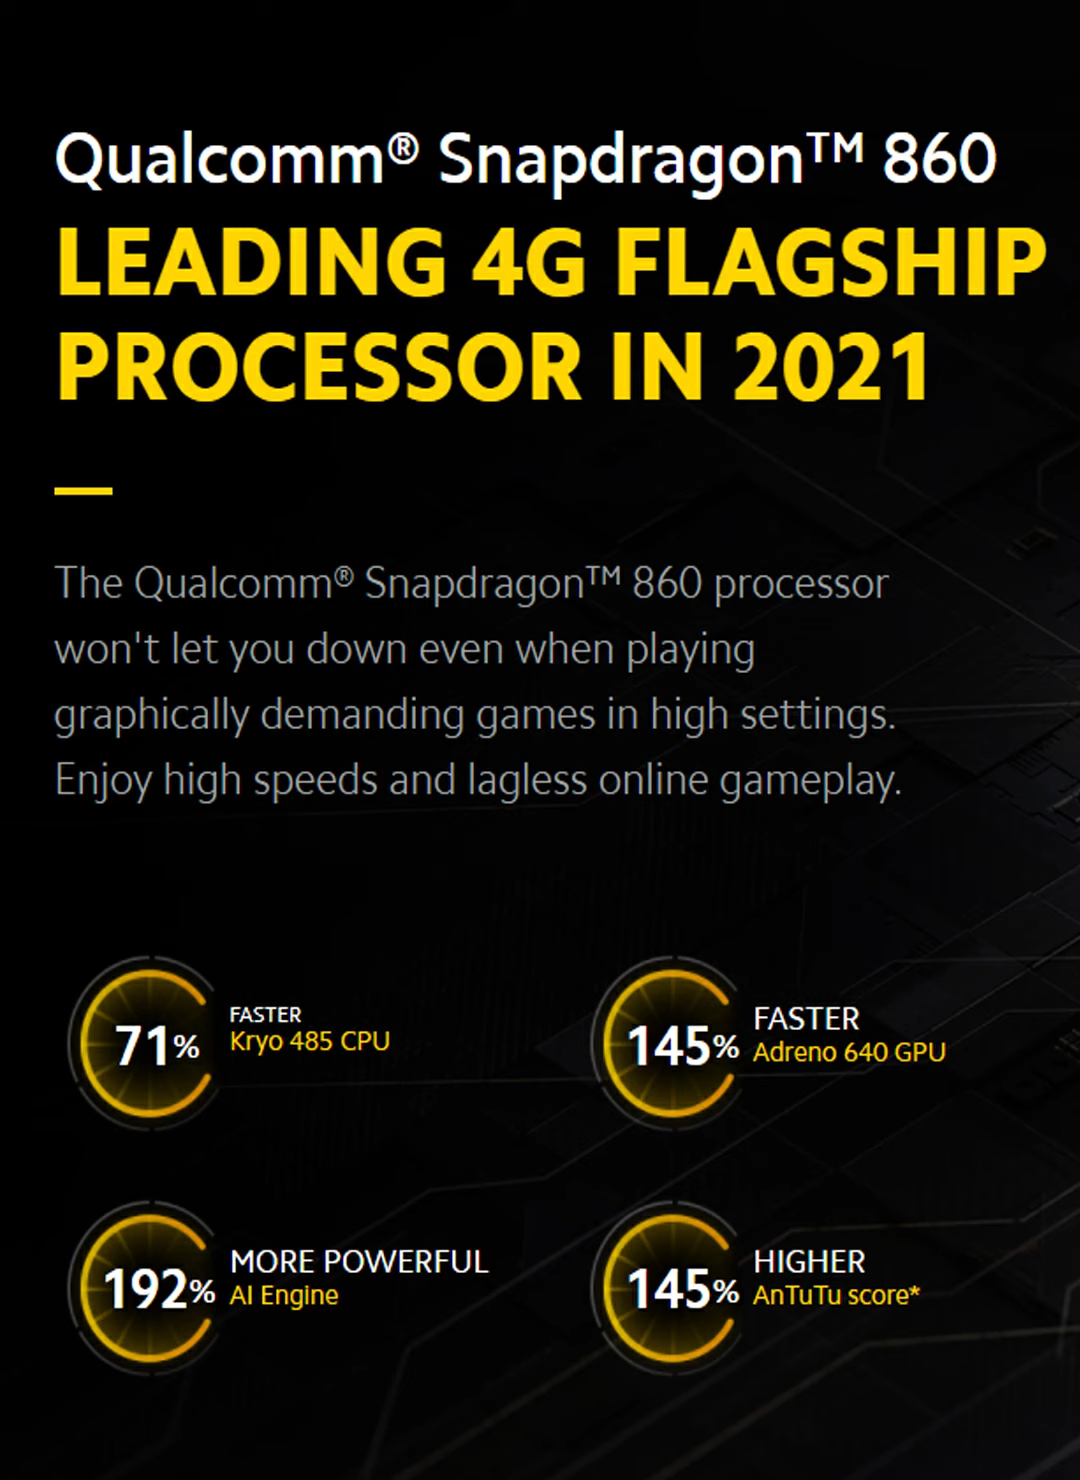 Qualcomm® Snapdragon™ 860
LEADING 4G FLAGSHIP
PROCESSOR IN 2021
The Qualcomm® Snapdragon™ 860 processor
won't let you down even when playing
graphically demanding games in high settings.
Enjoy high speeds and lagless online gameplay.
71% FASTER
Kryo 485 CPU
145% FASTER
Adreno 640 GPU
192% MORE POWERFUL
AI Engine
145% HIGHER
AnTuTu score*